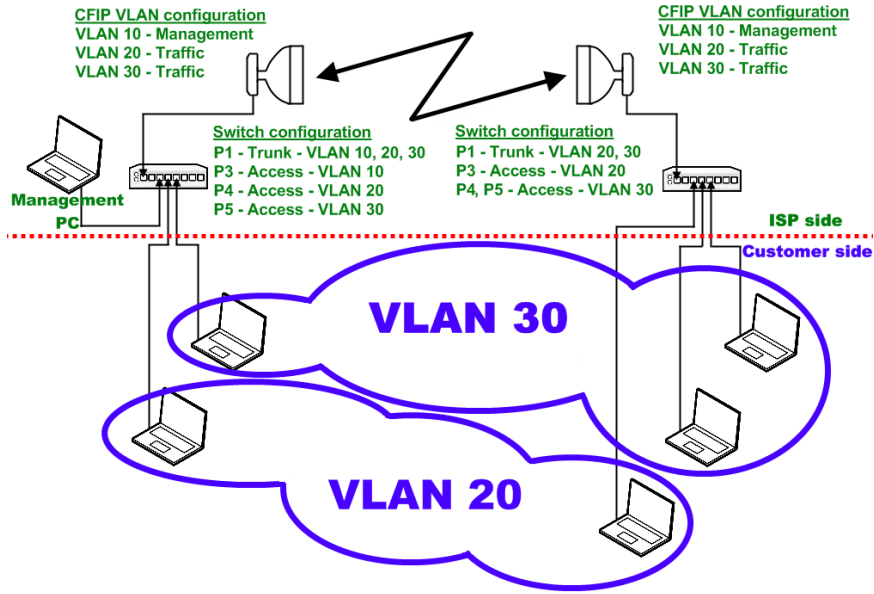 CFIP VLAN configuration
VLAN 10 - Management
VLAN 20 - Traffic
VLAN 30 - Traffic
CFIP VLAN configuration
VLAN 10 - Management
VLAN 20 - Traffic
VLAN 30 - Traffic
Switch configuration
P1 - Trunk - VLAN 10, 20, 30
P3 - Access - VLAN 10
P4 - Access - VLAN 20
P5 - Access - VLAN 30
Switch configuration
P1 - Trunk - VLAN 20, 30
P3 - Access - VLAN 20
P4, P5 - Access - VLAN 30
Management
PC
ISP side
Customer side
VLAN 30
VLAN 20